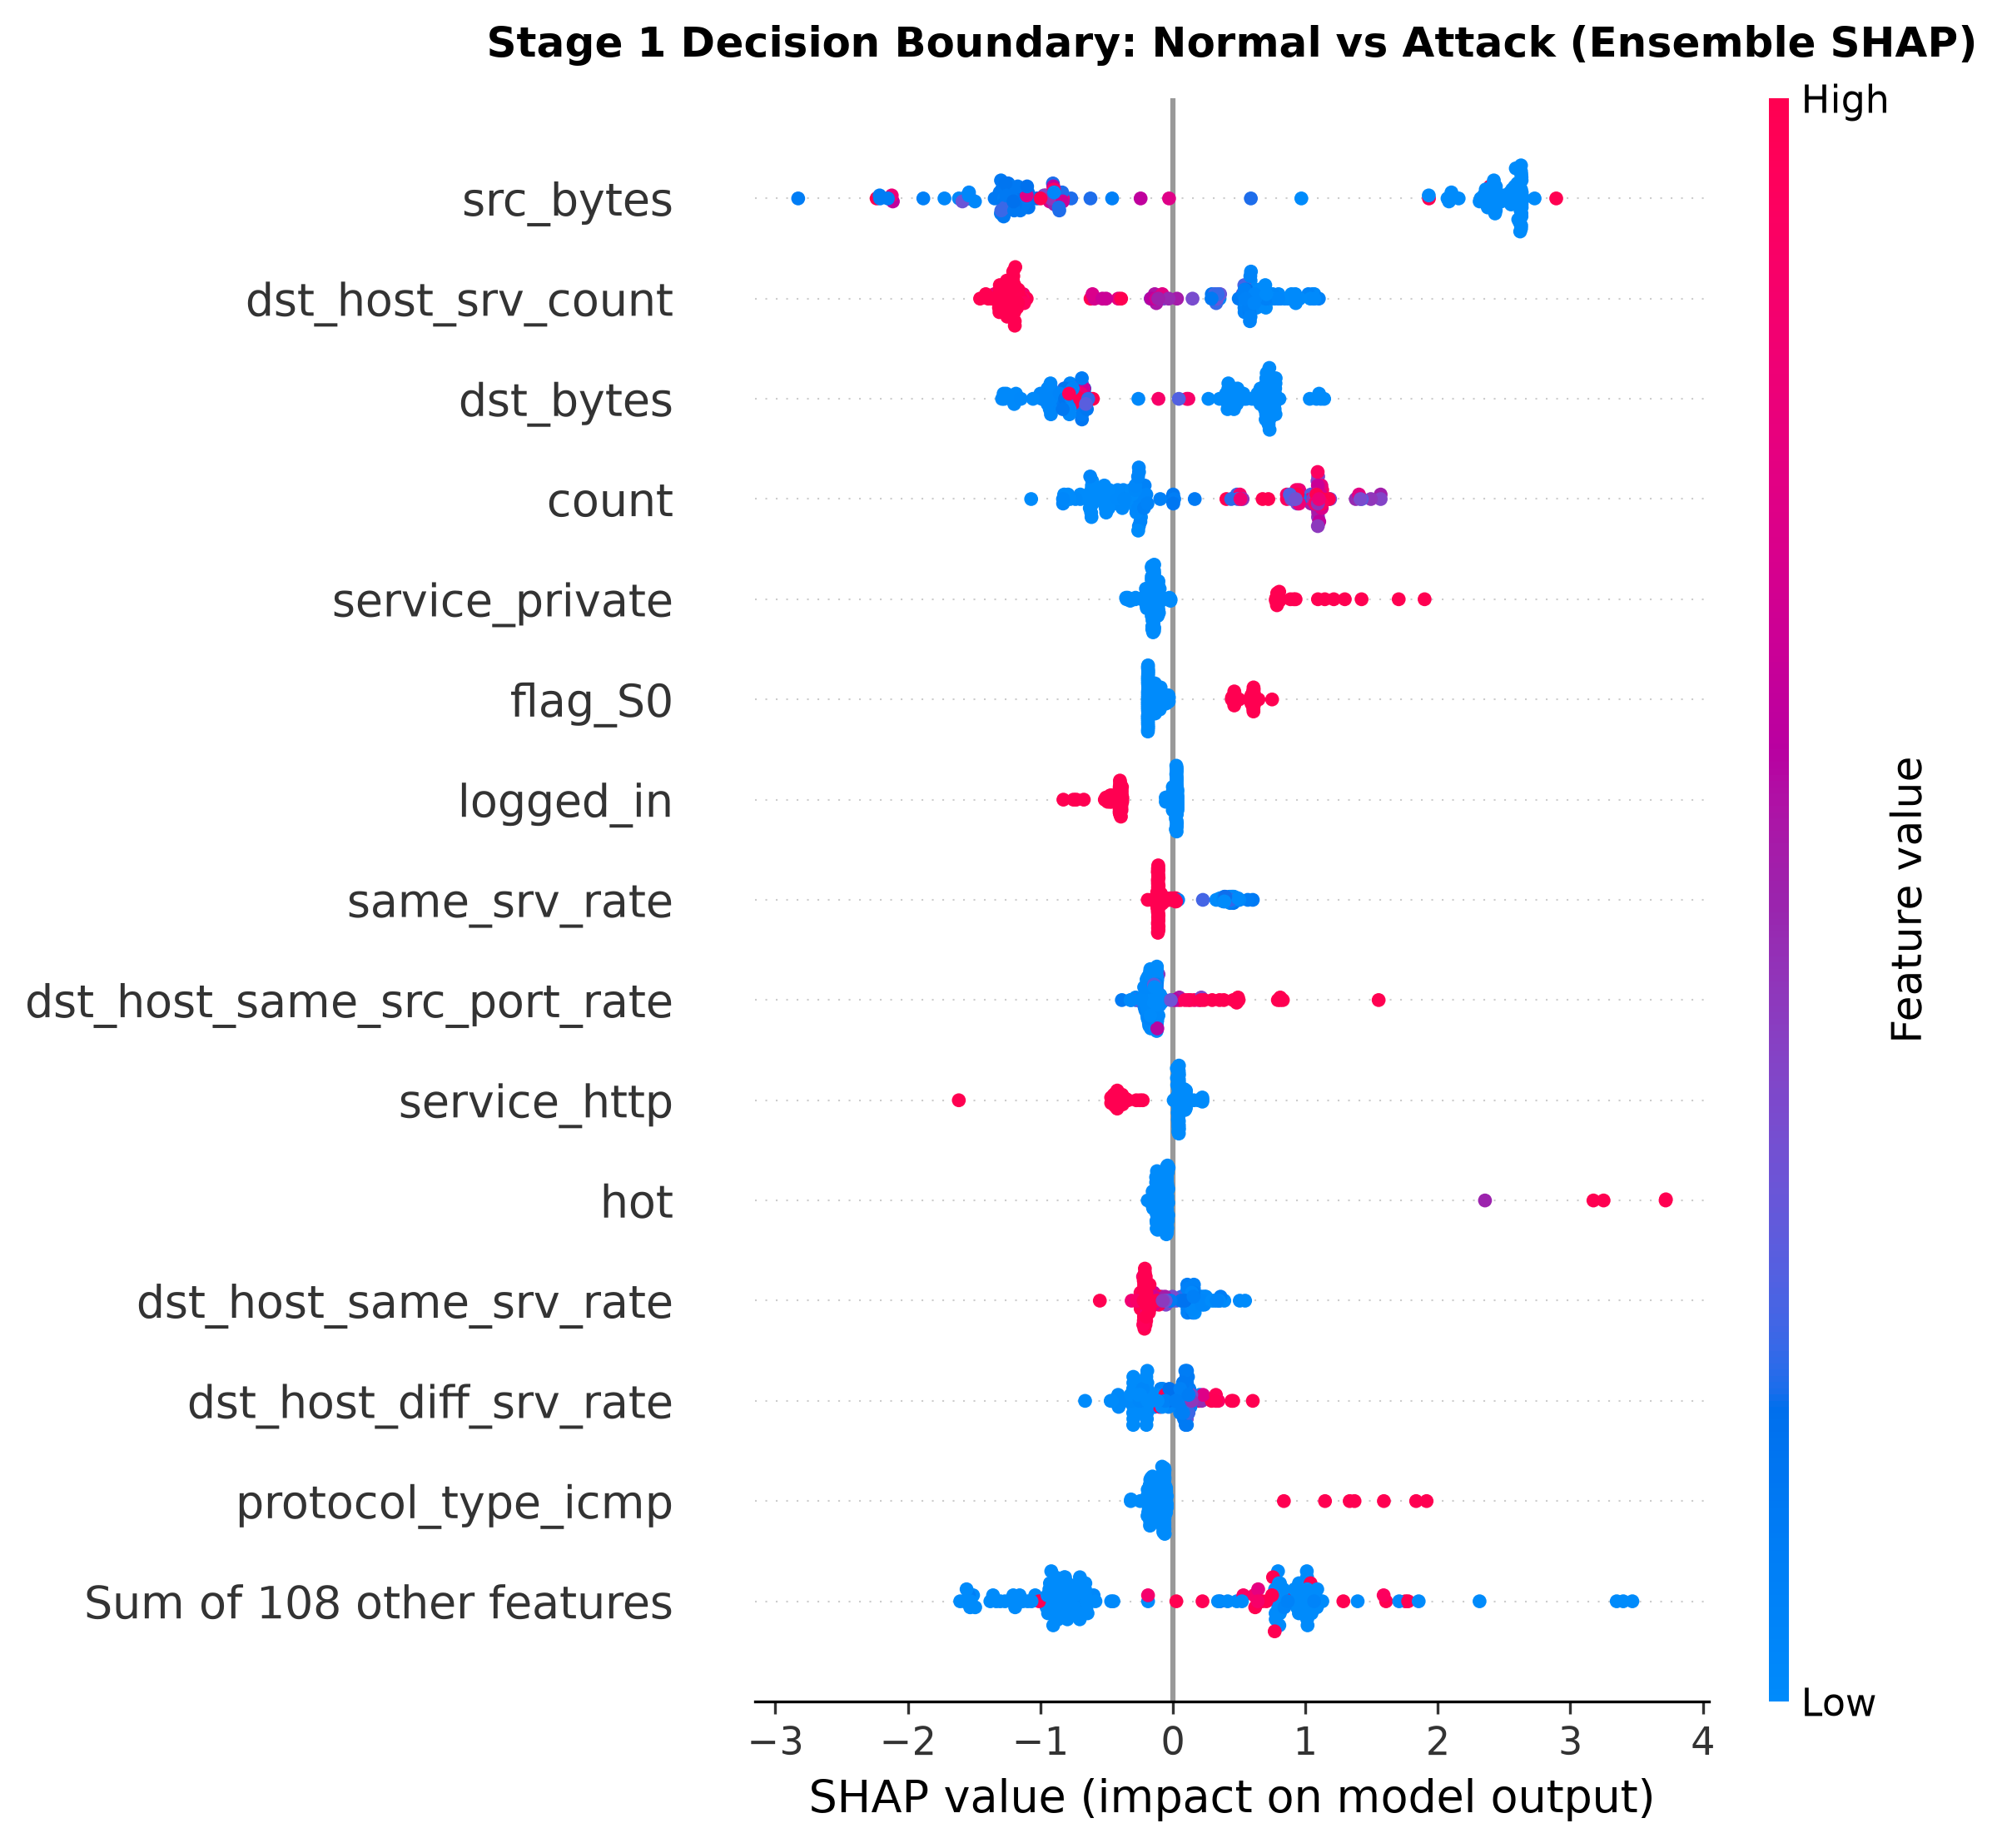 Stage 1 Decision Boundary: Normal vs Attack (Ensemble SHAP)
High
src_bytes
dst_host_srv_count
dst_bytes
count
service_private
flag_S0
logged_in
same_srv_rate
dst_host_same_src_port_rate
service_http
hot
dst_host_same_srv_rate
dst_host_diff_srv_rate
protocol_type_icmp
Sum of 108 other features
Feature value
Low
−3 −2 −1 0 1 2 3 4
SHAP value (impact on model output)